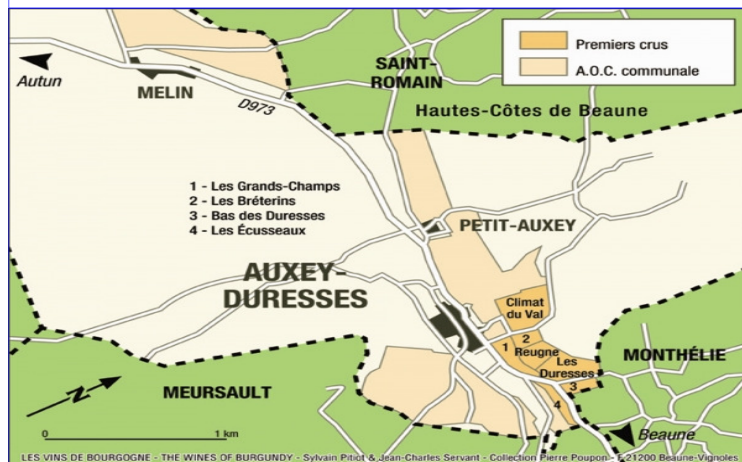 Premiers crus
A.O.C. communale
SAINT-
ROMAIN
Autun
MELIN
D973
Hautes-Côtes de Beaune
1 - Les Grands-Champs
2 - Les Bréterins
3 - Bas des Duresses
4 - Les Écusseaux
PETIT-AUXEY
AUXEY-
DURESSES
Climat
du Val
1
2
Reugne
Les
Duresses
3
4
MONTHÉLIE
MEURSAULT
N
Beaune
0
1 km
LES VINS DE BOURGOGNE - THE WINES OF BURGUNDY - Sylvain Pitiot & Jean-Charles Servant - Collection Pierre Poupon - F 21200 Beaune-Vignoles